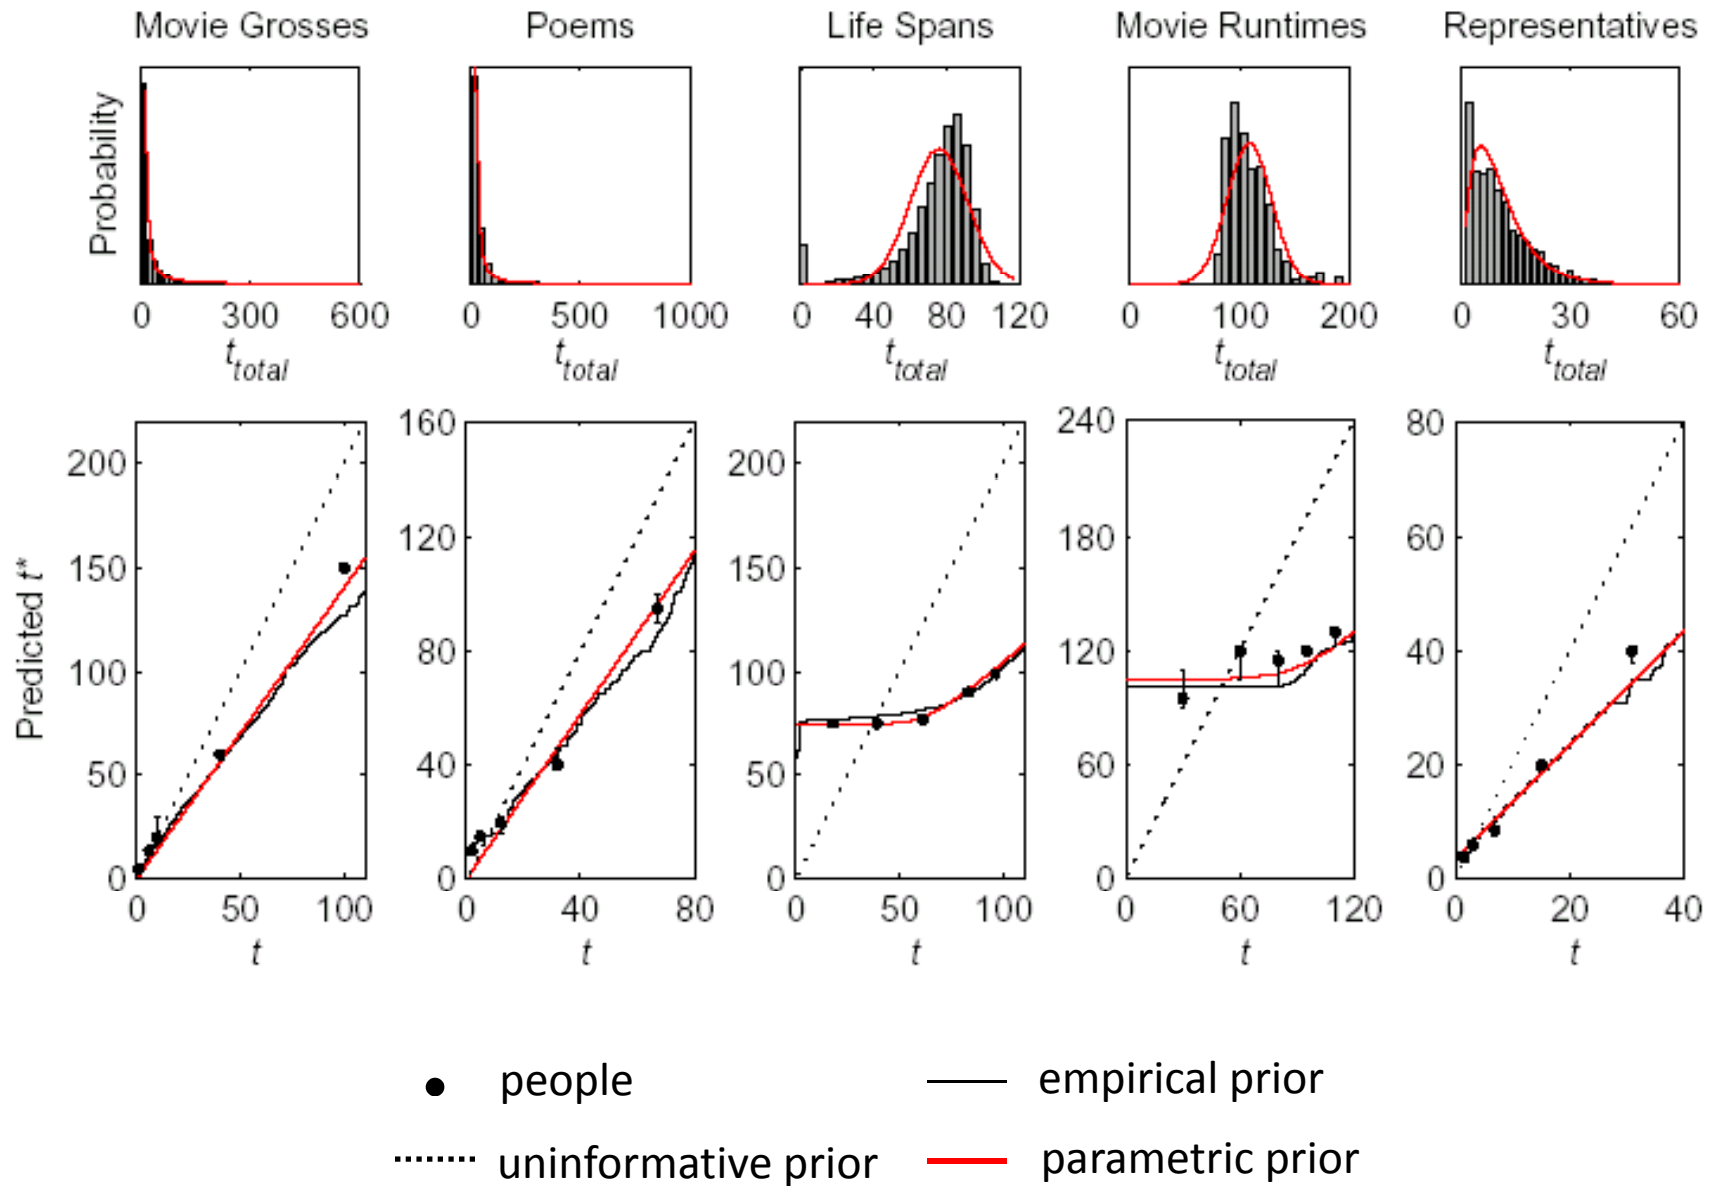 Movie Grosses Poems Life Spans Movie Runtimes Representatives
Probability
0 300 600 0 500 1000 0 40 80 120 0 100 200 0 30 60
t_total t_total t_total t_total t_total
Predicted t*
200
150
100
50
0
0 50 100
t
160
120
80
40
0
0 40 80
t
200
150
100
50
0
0 50 100
t
240
180
120
60
0
0 60 120
t
80
60
40
20
0
0 20 40
t
people
empirical prior
uninformative prior
parametric prior